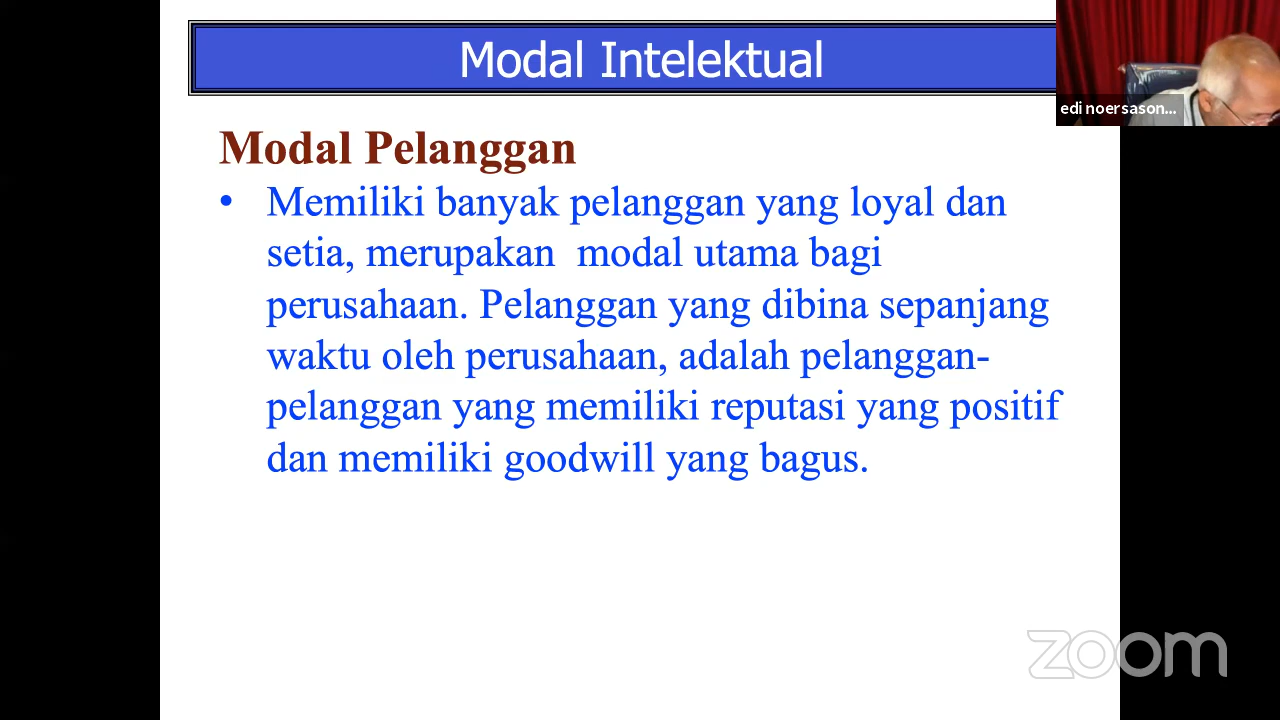 Modal Intelektual
edi noersason...
Modal Pelanggan
• Memiliki banyak pelanggan yang loyal dan
setia, merupakan modal utama bagi
perusahaan. Pelanggan yang dibina sepanjang
waktu oleh perusahaan, adalah pelanggan-
pelanggan yang memiliki reputasi yang positif
dan memiliki goodwill yang bagus.
zoom